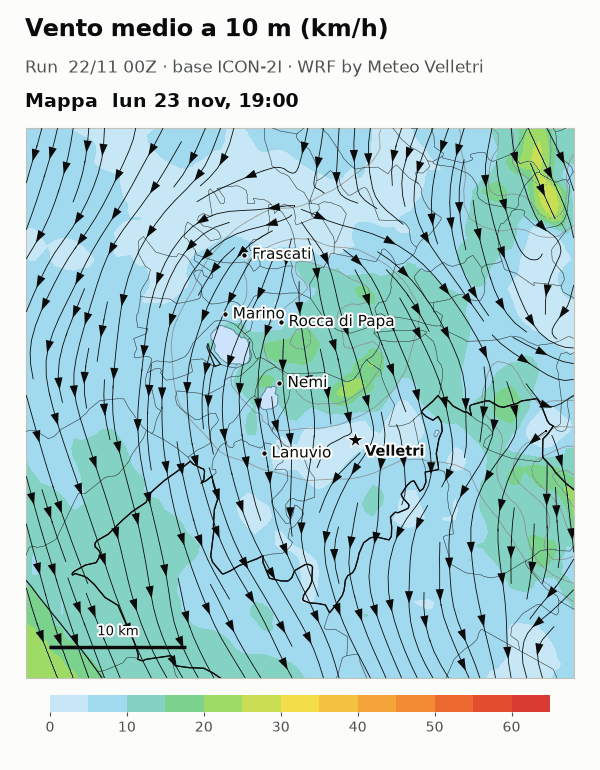 Vento medio a 10 m (km/h)
Run  22/11 00Z · base ICON-2I · WRF by Meteo Velletri
Mappa  lun 23 nov, 19:00
Frascati
Marino
Rocca di Papa
Nemi
Lanuvio
Velletri
10 km
0 10 20 30 40 50 60